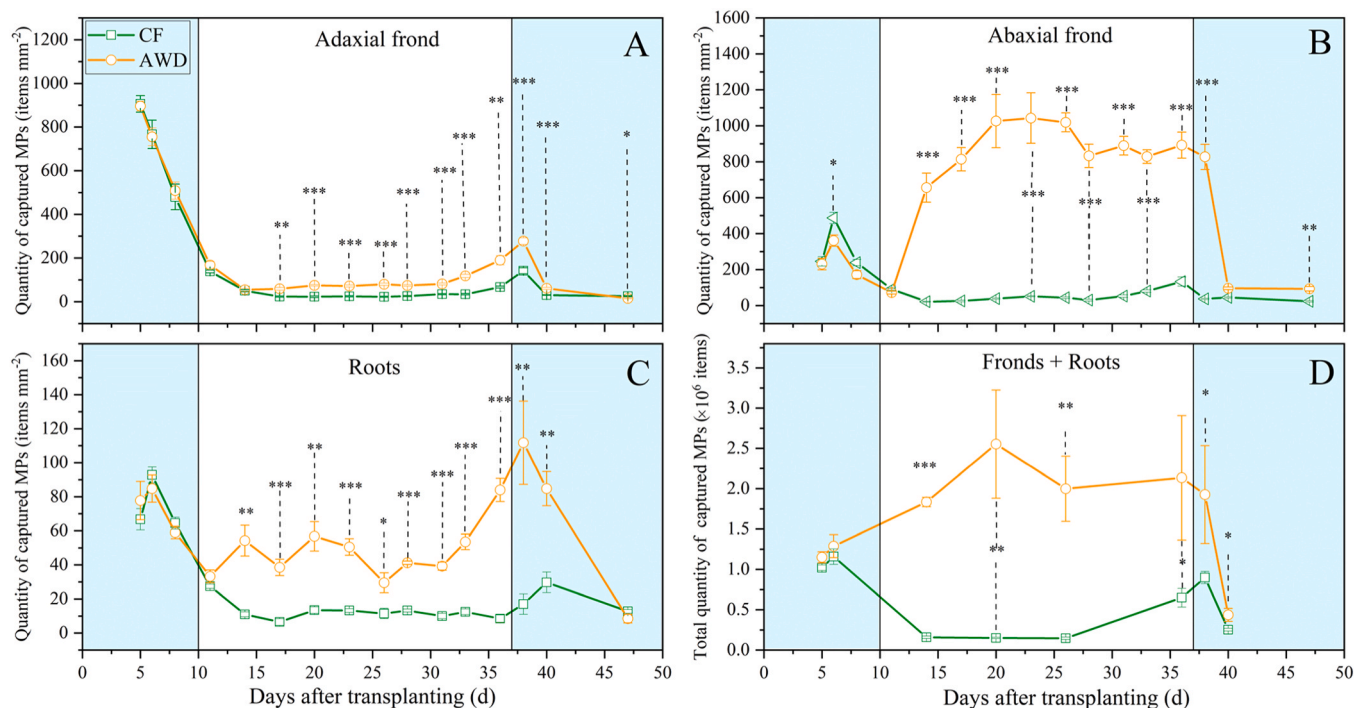 CF
AWD
Adaxial frond
A
Quantity of captured MPs (items mm-2)
1200
1000
800
600
400
200
0
** *** *** *** *** *** *** ** *** *** *
Abaxial frond
B
Quantity of captured MPs (items mm-2)
1600
1400
1200
1000
800
600
400
200
0
* *** *** *** *** *** *** *** *** *** *** **
Roots
C
Quantity of captured MPs (items mm-2)
160
140
120
100
80
60
40
20
0
** *** ** *** * *** *** *** *** ** **
0 5 10 15 20 25 30 35 40 45 50
Days after transplanting (d)
Fronds + Roots
D
Total quantity of captured MPs (×10⁶ items)
3.5
3.0
2.5
2.0
1.5
1.0
0.5
0.0
*** ** ** * * *
0 5 10 15 20 25 30 35 40 45 50
Days after transplanting (d)